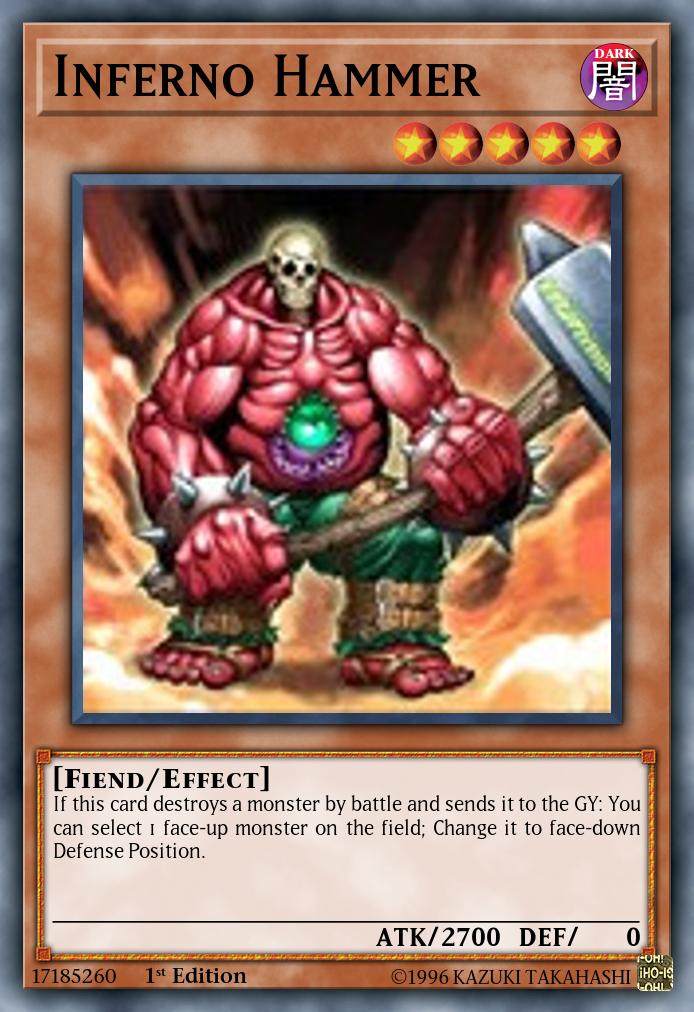 Inferno Hammer
DARK
闇
[Fiend/Effect]
If this card destroys a monster by battle and sends it to the GY: You
can select 1 face-up monster on the field; Change it to face-down
Defense Position.
ATK/2700 DEF/ 0
17185260 1st Edition ©1996 KAZUKI TAKAHASHI